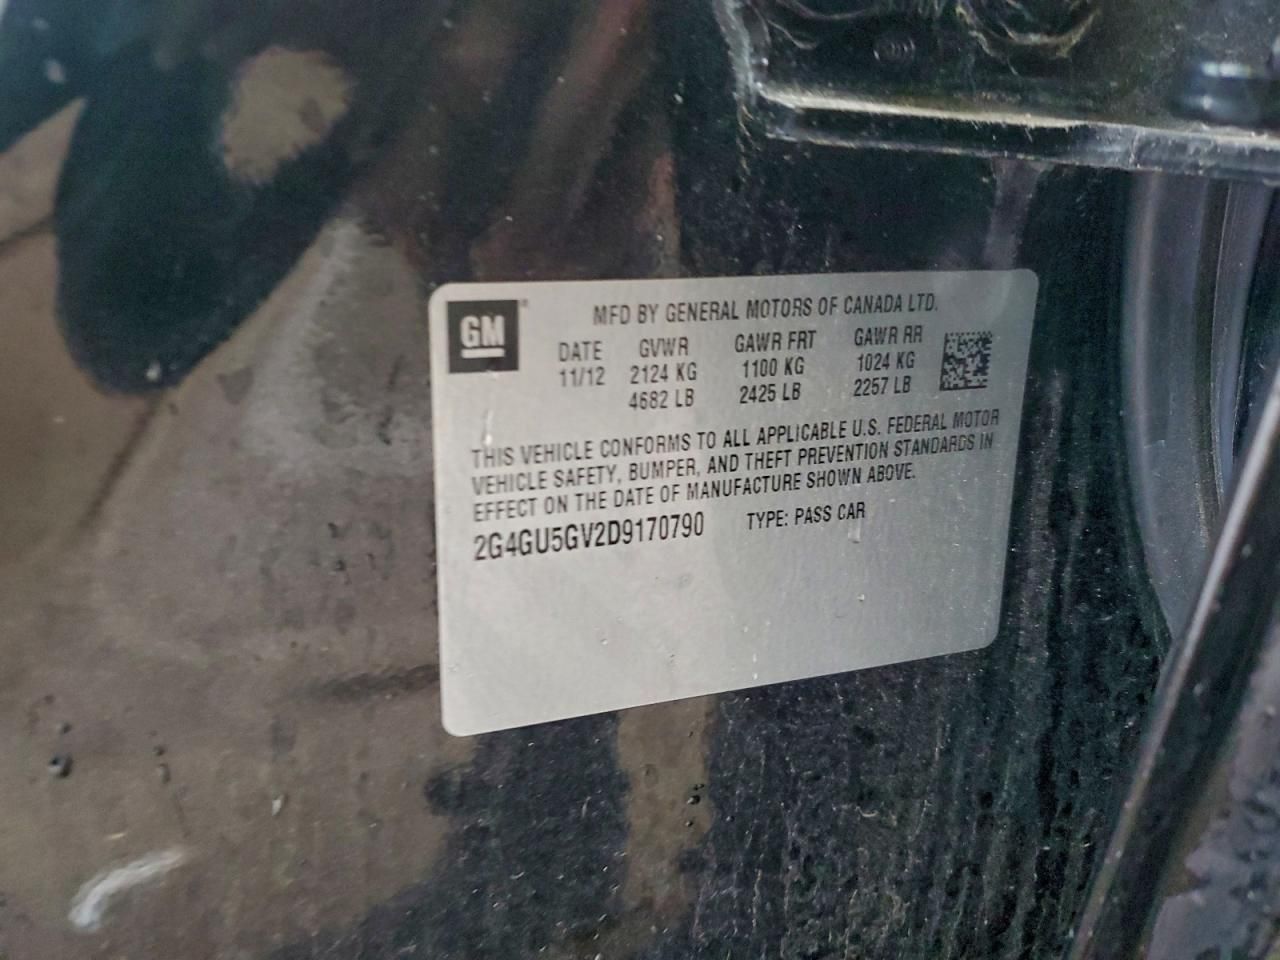 GM
MFD BY GENERAL MOTORS OF CANADA LTD.
DATE GVWR GAWR FRT GAWR RR
11/12 2124 KG 1100 KG 1024 KG
4682 LB 2425 LB 2257 LB
THIS VEHICLE CONFORMS TO ALL APPLICABLE U.S. FEDERAL MOTOR
VEHICLE SAFETY, BUMPER, AND THEFT PREVENTION STANDARDS IN
EFFECT ON THE DATE OF MANUFACTURE SHOWN ABOVE.
2G4GU5GV2D9170790 TYPE: PASS CAR